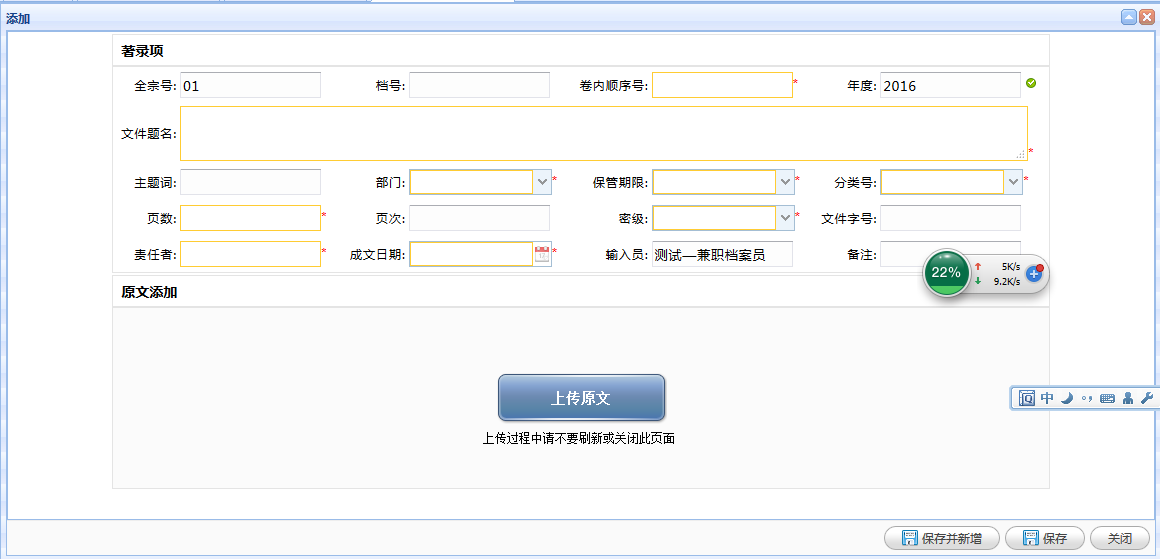 添加
著录项
全宗号: 01 档号: 卷内顺序号: * 年度: 2016
文件题名: *
主题词: 部门: * 保管期限: * 分类号: *
页数: * 页次: 密级: * 文件字号:
责任者: * 成文日期: * 输入员: 测试—兼职档案员 备注:
22% 5K/s
9.2K/s
原文添加
上传原文
中
上传过程中请不要刷新或关闭此页面
保存并新增 保存 关闭